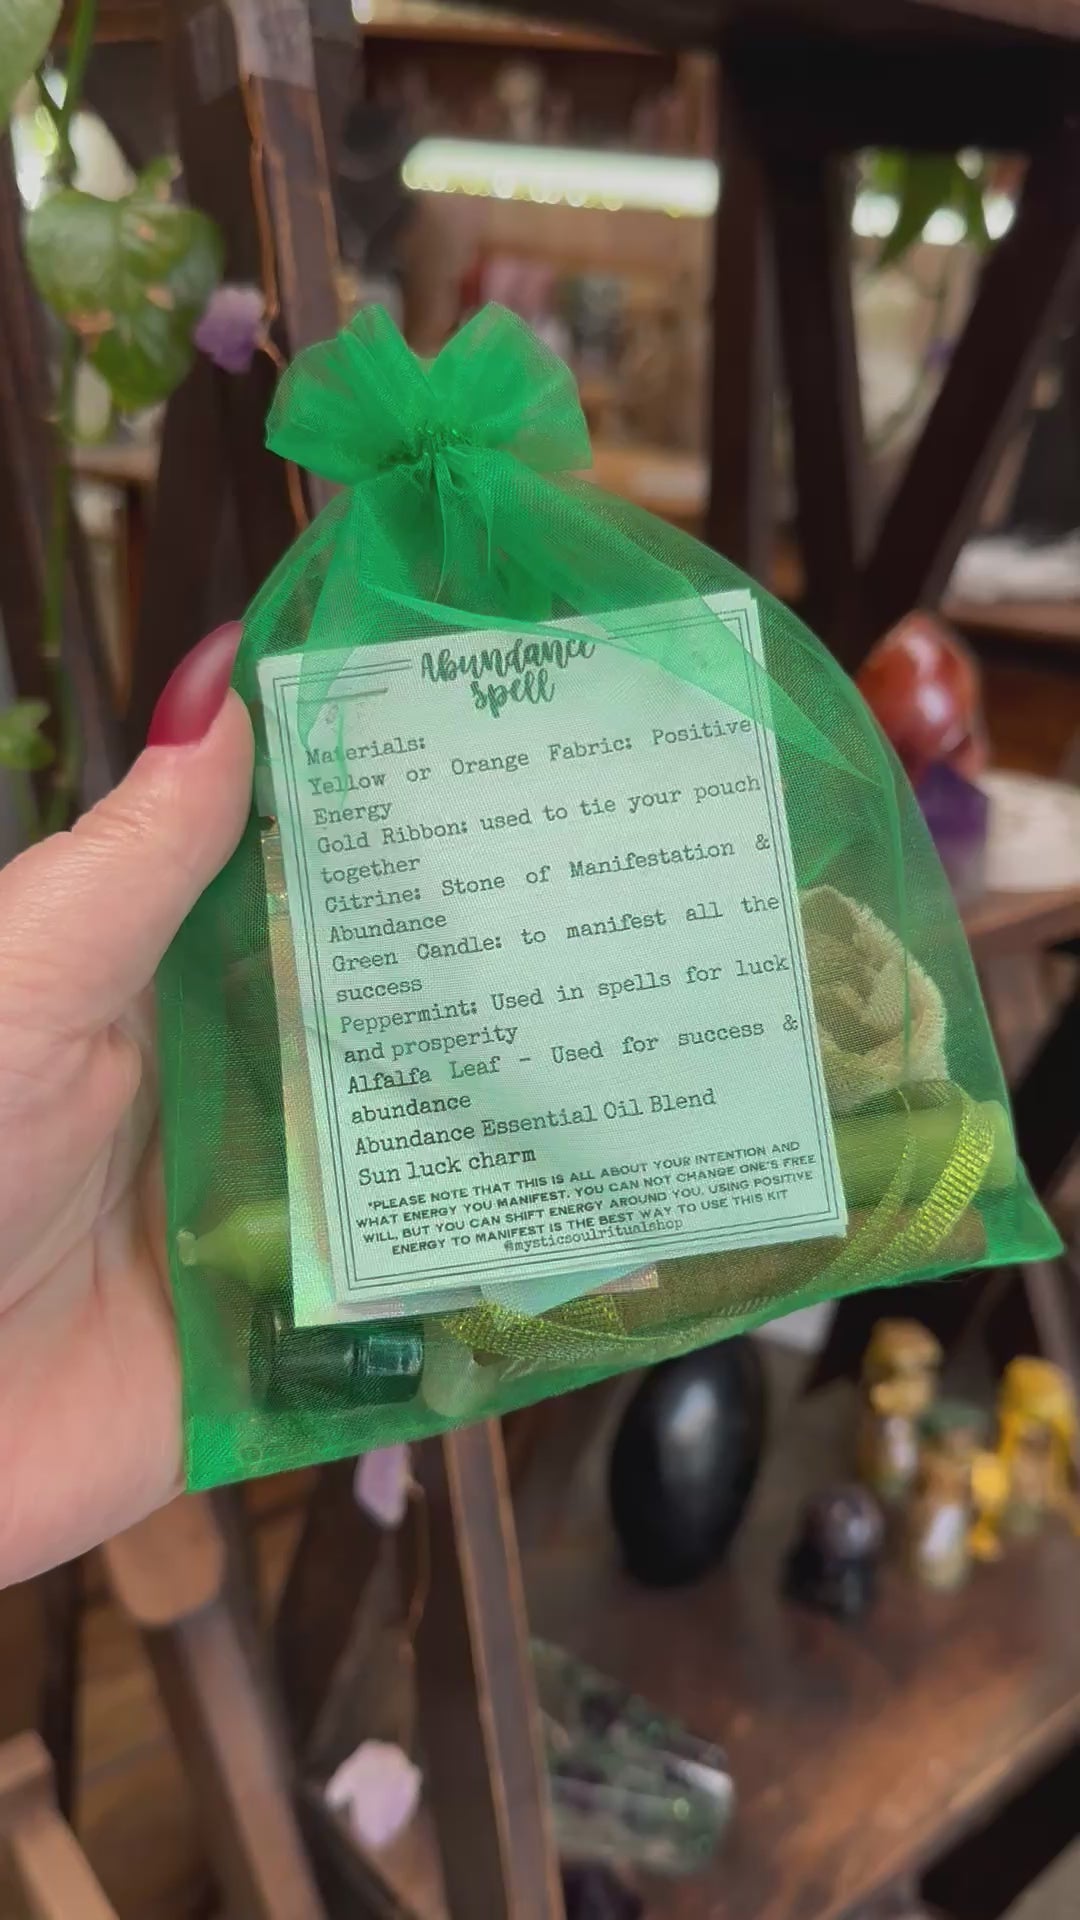 Abundance
Spell
Materials:
Yellow or Orange Fabric: Positive
Energy
Gold Ribbon: used to tie your pouch
together
Citrine: Stone of Manifestation &
Abundance
Green Candle: to manifest all the
success
Peppermint: Used in spells for luck
and prosperity
Alfalfa Leaf - Used for success &
abundance
Abundance Essential Oil Blend
Sun luck charm
*PLEASE NOTE THAT THIS IS ALL ABOUT YOUR INTENTION AND
WHAT ENERGY YOU MANIFEST. YOU CAN NOT CHANGE ONE'S FREE
WILL, BUT YOU CAN SHIFT ENERGY AROUND YOU. USING POSITIVE
ENERGY TO MANIFEST IS THE BEST WAY TO USE THIS KIT
@mysticsoulritualshop